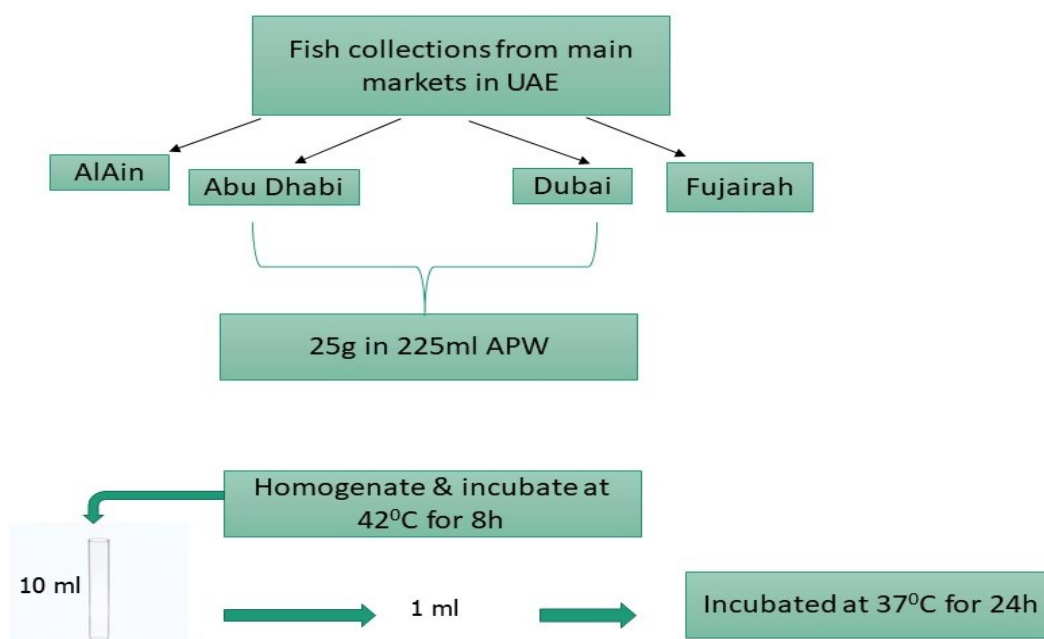 Fish collections from main
markets in UAE
AlAin
Abu Dhabi
Dubai
Fujairah
25g in 225ml APW
Homogenate & incubate at
42⁰C for 8h
10 ml
1 ml
Incubated at 37⁰C for 24h